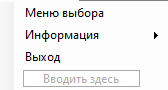 Меню выбора
Информация
Выход
Вводить здесь